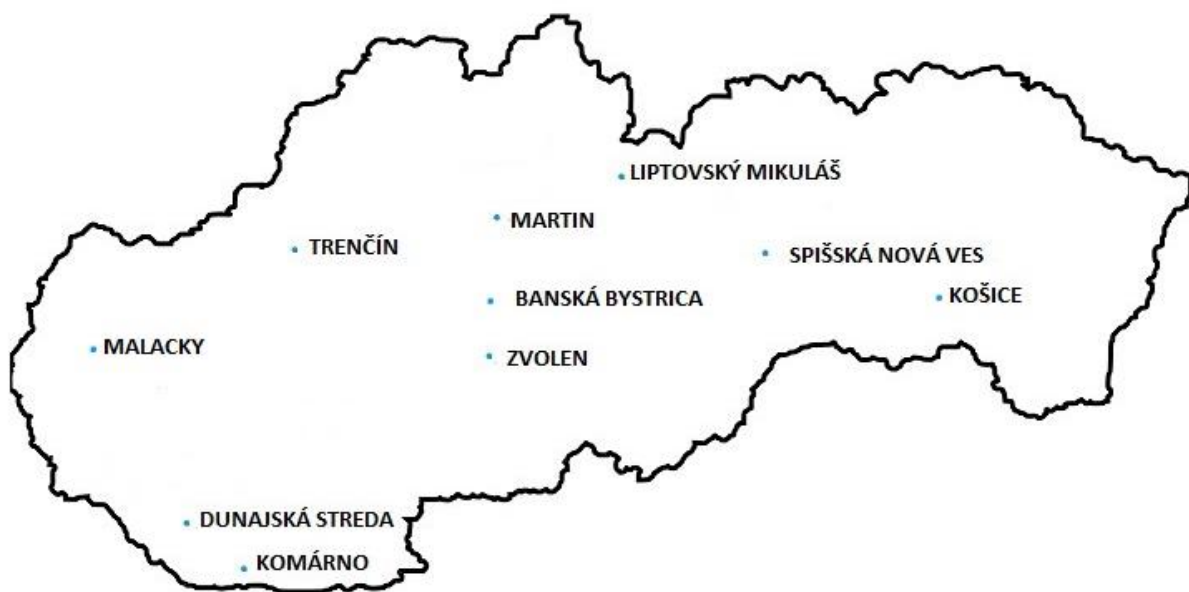 LIPTOVSKÝ MIKULÁŠ
MARTIN
TRENČÍN
SPIŠSKÁ NOVÁ VES
BANSKÁ BYSTRICA
KOŠICE
MALACKY
ZVOLEN
DUNAJSKÁ STREDA
KOMÁRNO